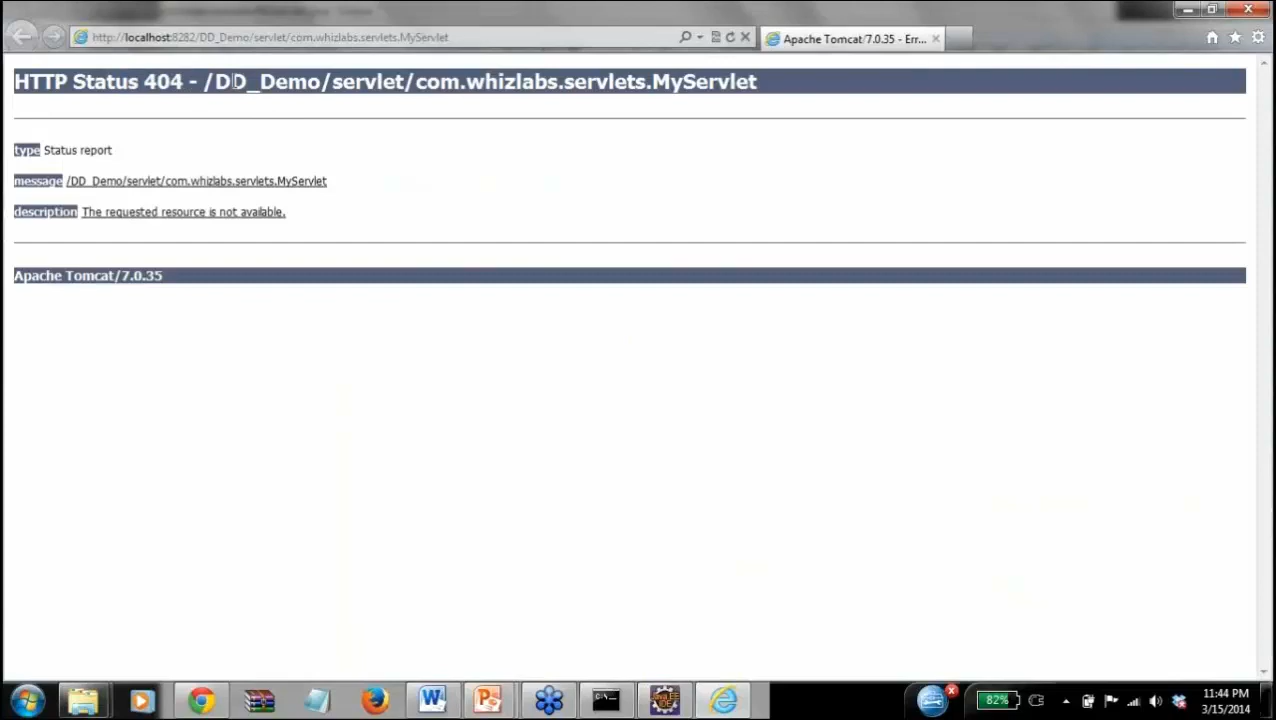 http://localhost:8282/DD_Demo/servlet/com.whizlabs.servlets.MyServlet
Apache Tomcat/7.0.35 - Err...
HTTP Status 404 - /DD_Demo/servlet/com.whizlabs.servlets.MyServlet
type Status report
message /DD_Demo/servlet/com.whizlabs.servlets.MyServlet
description The requested resource is not available.
Apache Tomcat/7.0.35
82%
11:44 PM
3/15/2014